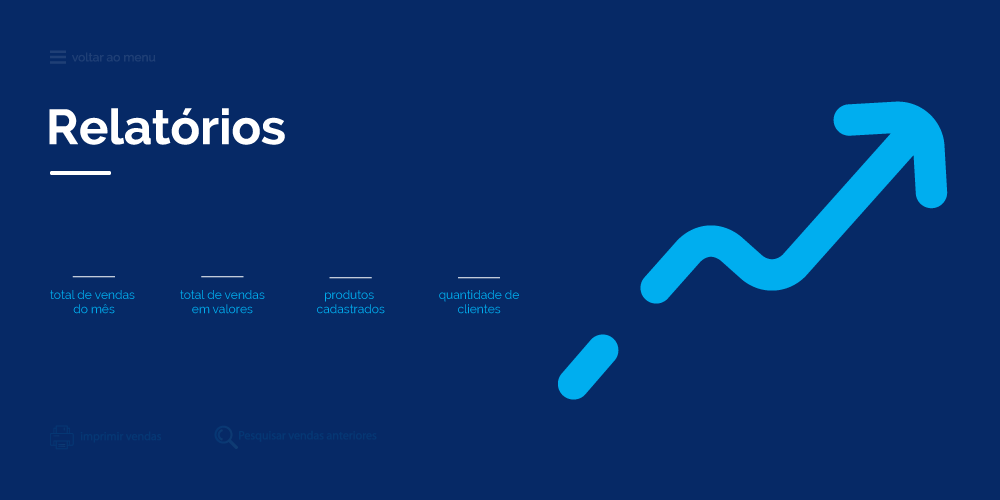 voltar ao menu
Relatórios
total de vendas
do mês
total de vendas
em valores
produtos
cadastrados
quantidade de
clientes
Imprimir vendas
Pesquisar vendas anteriores